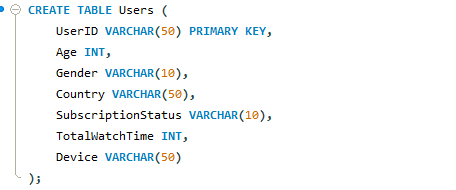 CREATE TABLE Users (
UserID VARCHAR(50) PRIMARY KEY,
Age INT,
Gender VARCHAR(10),
Country VARCHAR(50),
SubscriptionStatus VARCHAR(10),
TotalWatchTime INT,
Device VARCHAR(50)
);